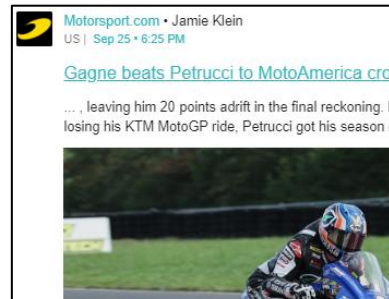 Motorsport.com • Jamie Klein
US | Sep 25 • 6:25 PM
Gagne beats Petrucci to MotoAmerica cro
... , leaving him 20 points adrift in the final reckoning.
losing his KTM MotoGP ride, Petrucci got his season